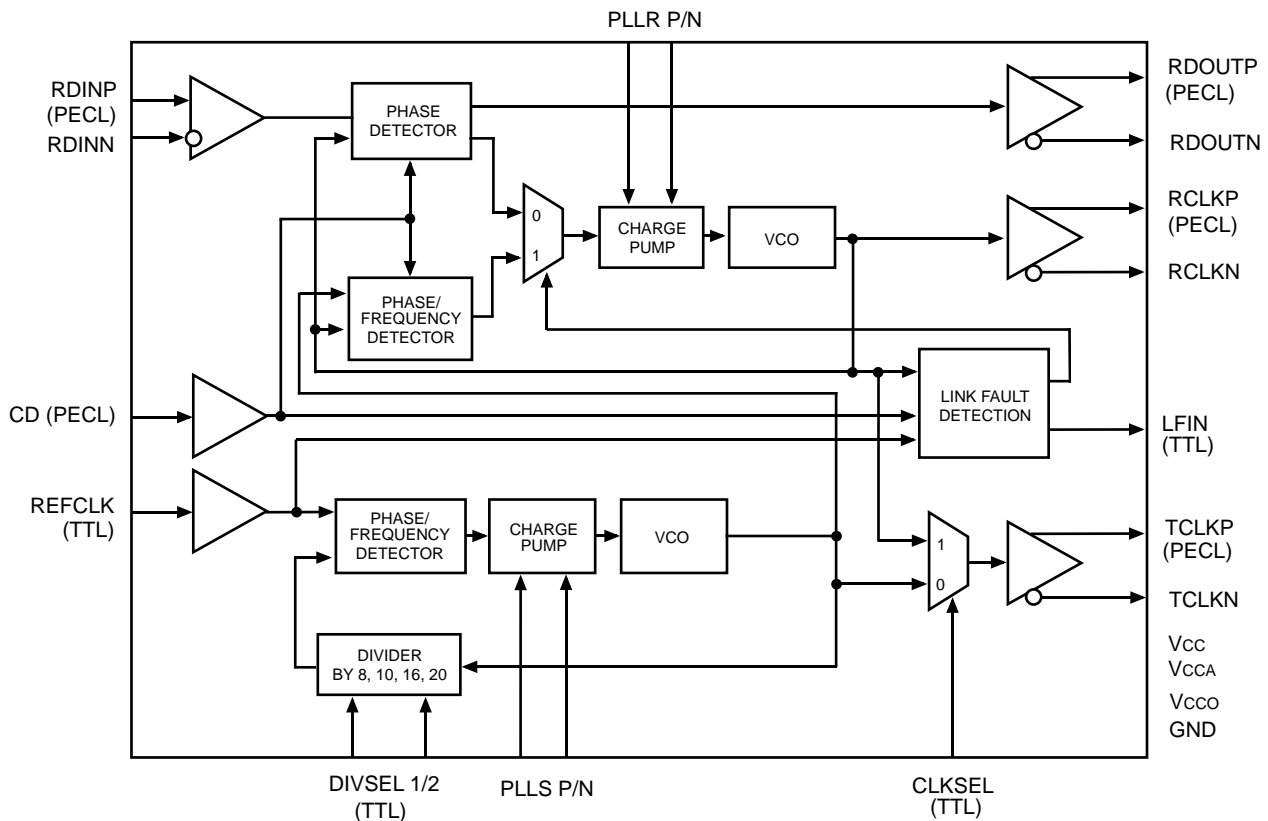 PLLR P/N
RDINP
(PECL)
RDINN
PHASE
DETECTOR
RDOUTP
(PECL)
RDOUTN
0
1
CHARGE
PUMP
VCO
RCLKP
(PECL)
RCLKN
PHASE/
FREQUENCY
DETECTOR
CD (PECL)
LINK FAULT
DETECTION
LFIN
(TTL)
REFCLK
(TTL)
PHASE/
FREQUENCY
DETECTOR
CHARGE
PUMP
VCO
1
0
TCLKP
(PECL)
TCLKN
DIVIDER
BY 8, 10, 16, 20
VCC
VCCA
VCCO
GND
DIVSEL 1/2
(TTL)
PLLS P/N
CLKSEL
(TTL)